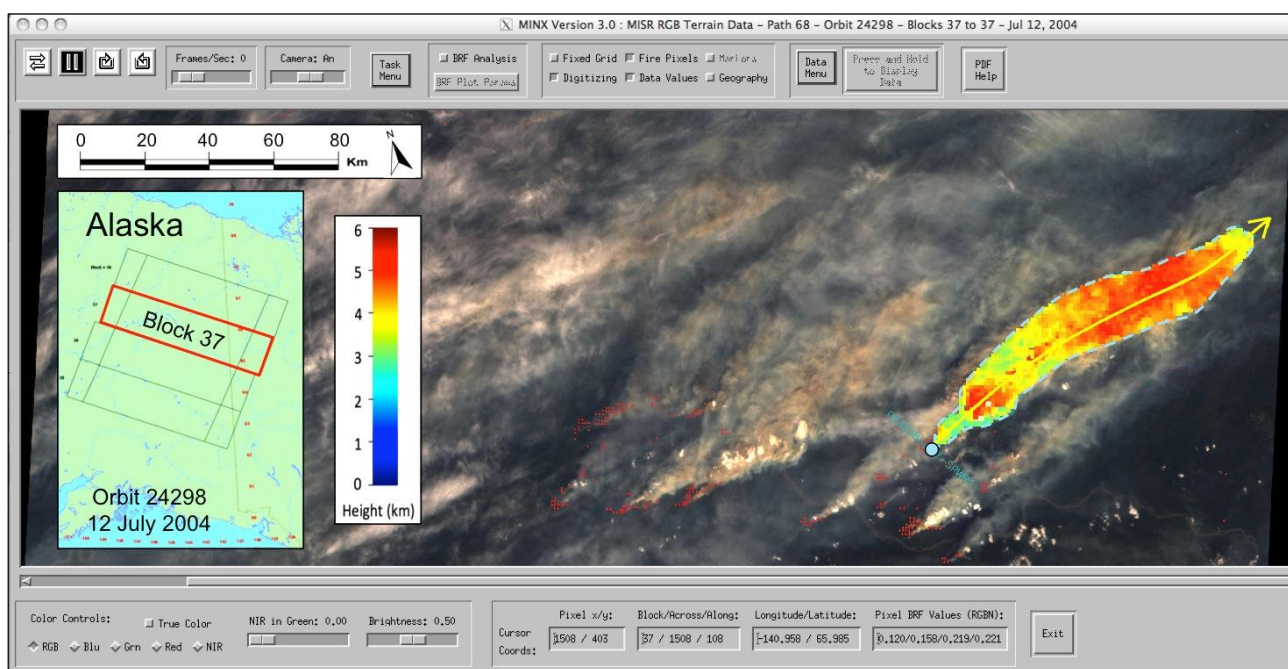 MINX Version 3.0 : MISR RGB Terrain Data - Path 68 - Orbit 24298 - Blocks 37 to 37 - Jul 12, 2004
Frames/Sec: 0
Camera: An
Task Menu
BRF Analysis
BRF Plot Params
Fixed Grid
Fire Pixels
Markers
Digitizing
Data Values
Geography
Data Menu
Press and Hold
to Display
Data
PDF Help
0 20 40 60 80
Km
N
Alaska
Block 37
Orbit 24298
12 July 2004
6
5
4
3
2
1
0
Height (km)
Color Controls:
True Color
RGB
Blu
Grn
Red
NIR
NIR in Green: 0.00
Brightness: 0.50
Cursor
Coords:
Pixel x/y:
1508 / 403
Block/Across/Along:
37 / 1508 / 108
Longitude/Latitude:
-140.958 / 65.985
Pixel BRF Values (RGBN):
0.120/0.158/0.219/0.221
Exit